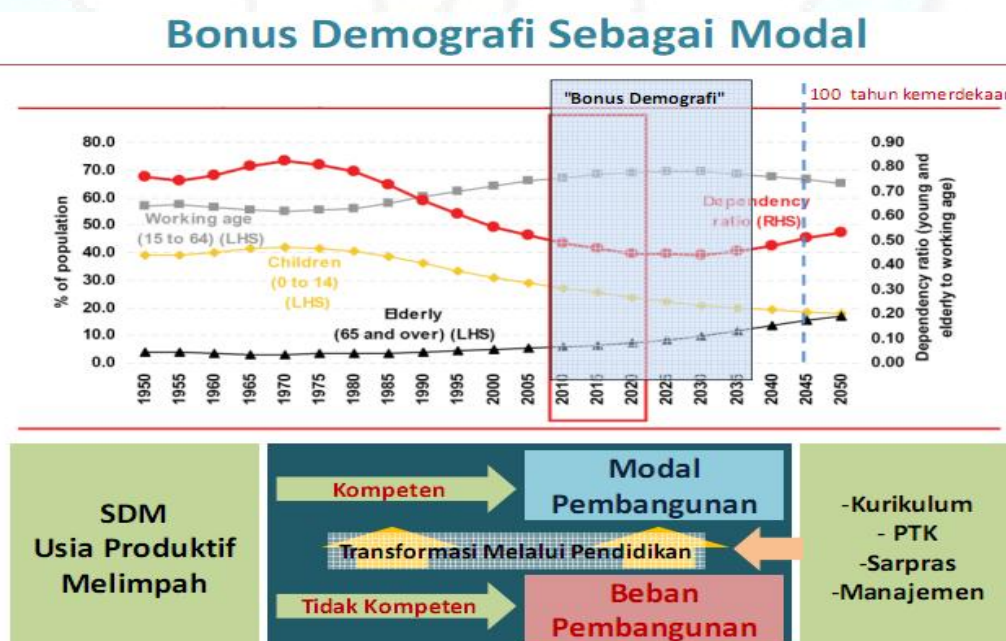 Bonus Demografi Sebagai Modal
"Bonus Demografi"
100 tahun kemerdekaan
80.0
70.0
60.0
50.0
40.0
30.0
20.0
10.0
0.0
% of population
Working age
(15 to 64) (LHS)
Children
(0 to 14)
(LHS)
Elderly
(65 and over) (LHS)
Dependency
ratio (RHS)
0.90
0.80
0.70
0.60
0.50
0.40
0.30
0.20
0.10
0.00
Dependency ratio (young and
elderly to working age)
1950
1955
1960
1965
1970
1975
1980
1985
1990
1995
2000
2005
2010
2015
2020
2025
2030
2035
2040
2045
2050
SDM
Usia Produktif
Melimpah
Kompeten
Modal
Pembangunan
Transformasi Melalui Pendidikan
Tidak Kompeten
Beban
Pembangunan
-Kurikulum
- PTK
-Sarpras
-Manajemen